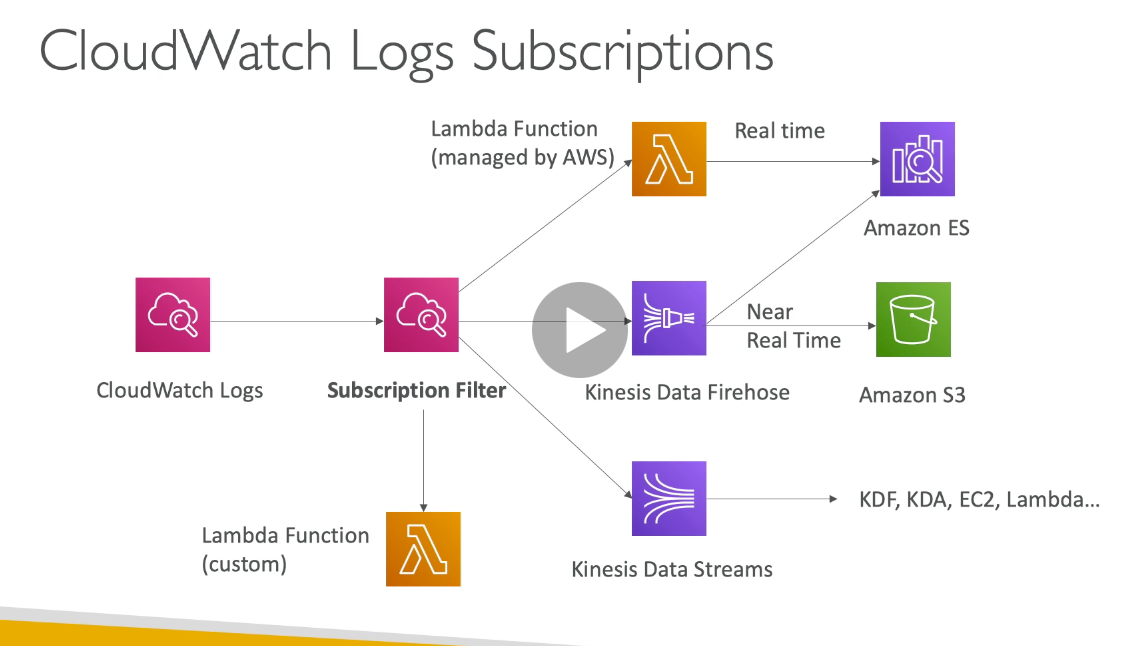 CloudWatch Logs Subscriptions
Lambda Function
(managed by AWS)
Real time
Amazon ES
CloudWatch Logs
Subscription Filter
Near
Real Time
Kinesis Data Firehose
Amazon S3
Lambda Function
(custom)
Kinesis Data Streams
KDF, KDA, EC2, Lambda...